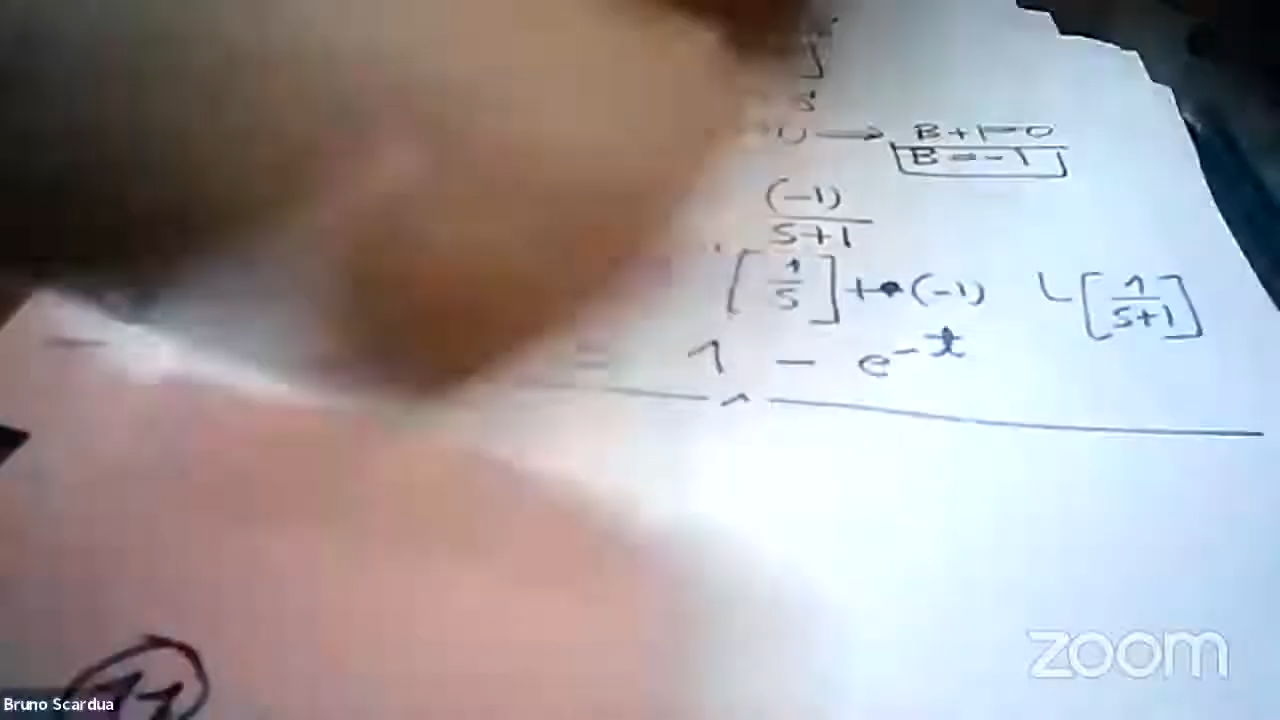 → B+1=0
B=-1
(-1)
S+1
[1/S] + (-1) L[1/S+1]
= 1 - e^-t
zoom
Bruno Scardua